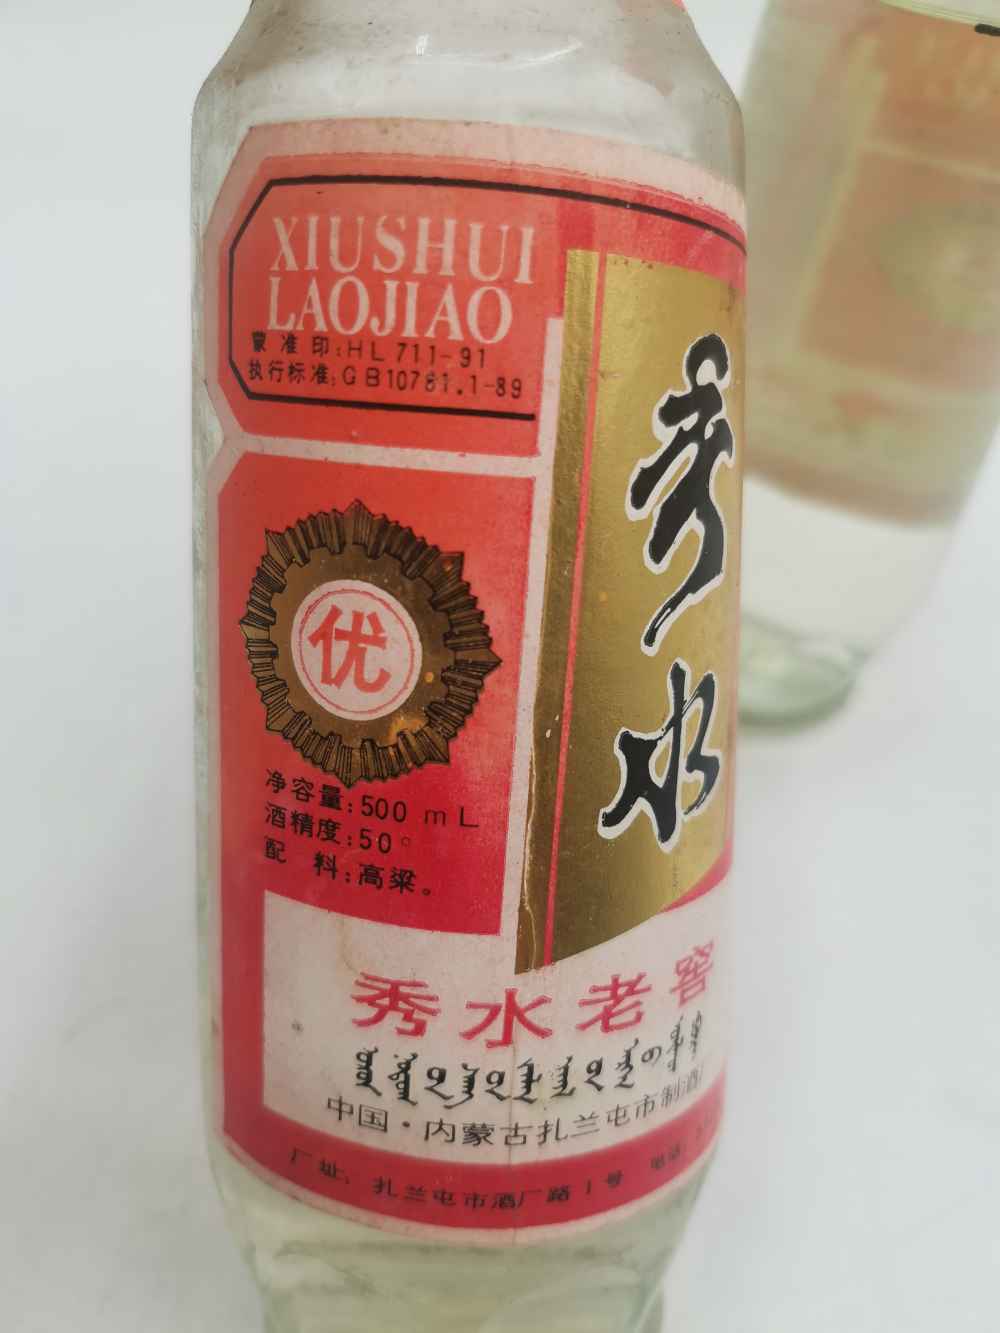 XIUSHUI
LAOJIAO
蒙 准 印:HL 711-91
执行标准:GB10781.1-89
秀
水
优
净容量:500 mL
酒精度:50°
配 料:高粱。
秀水老窖
中国·内蒙古扎兰屯市制酒
厂址: 扎兰屯市酒厂路1号 电话: